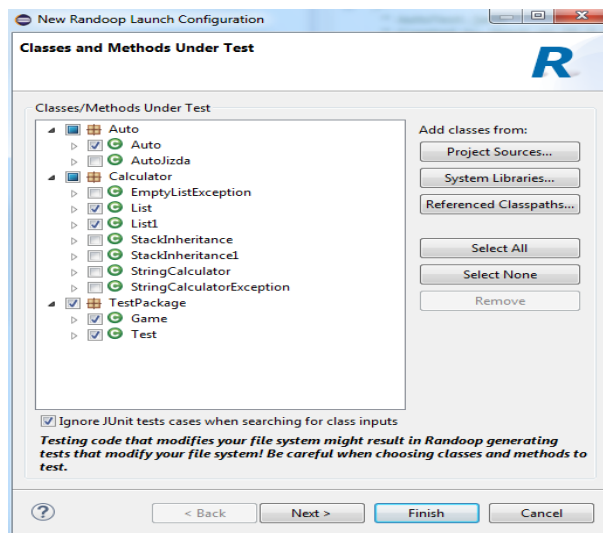 New Randoop Launch Configuration
Classes and Methods Under Test
R
Classes/Methods Under Test
Auto
Auto
AutoJizda
Calculator
EmptyListException
List
List1
StackInheritance
StackInheritance1
StringCalculator
StringCalculatorException
TestPackage
Game
Test
Add classes from:
Project Sources...
System Libraries...
Referenced Classpaths...
Select All
Select None
Remove
Ignore JUnit tests cases when searching for class inputs
Testing code that modifies your file system might result in Randoop generating
tests that modify your file system! Be careful when choosing classes and methods to
test.
?
< Back
Next >
Finish
Cancel